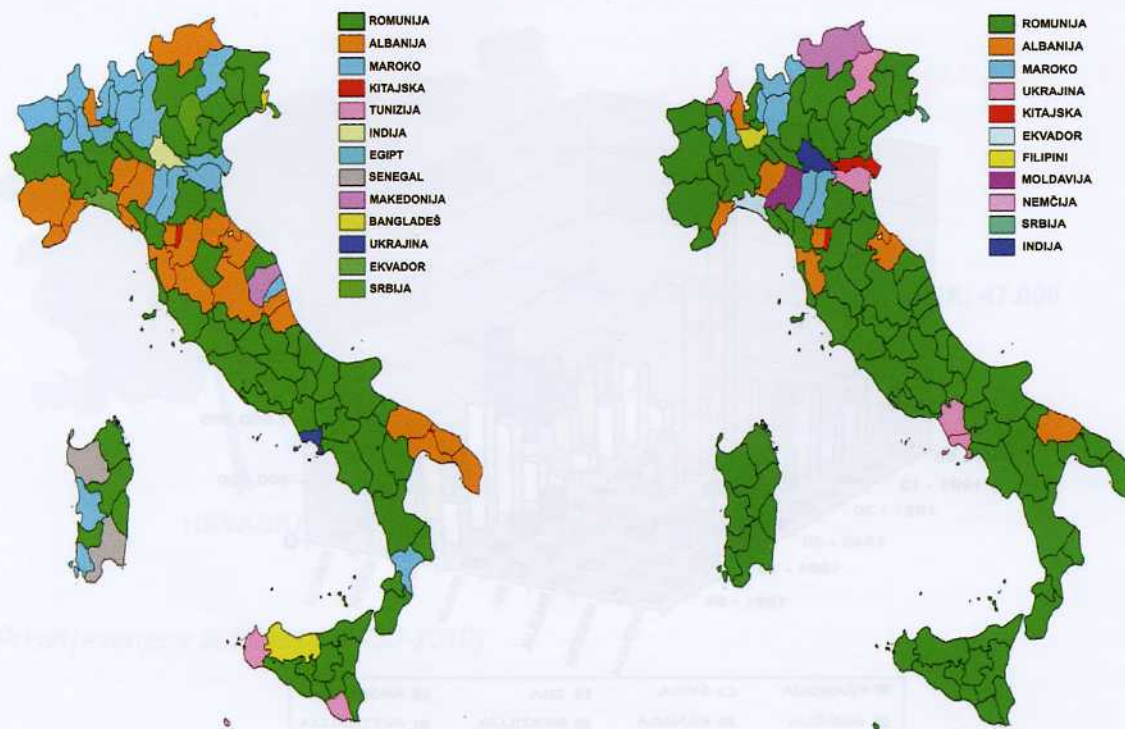 ROMUNIJA
ALBANIJA
MAROKO
KITAJSKA
TUNIZIJA
INDIJA
EGIPT
SENEGAL
MAKEDONIJA
BANGLADEŠ
UKRAJINA
EKVADOR
SRBIJA
ROMUNIJA
ALBANIJA
MAROKO
UKRAJINA
KITAJSKA
EKVADOR
FILIPINI
MOLDAVIJA
NEMČIJA
SRBIJA
INDIJA